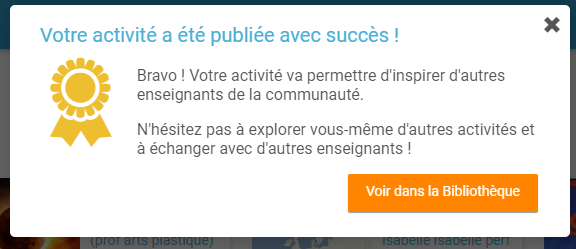 Votre activité a été publiée avec succès !
Bravo ! Votre activité va permettre d'inspirer d'autres
enseignants de la communauté.
N'hésitez pas à explorer vous-même d'autres activités et
à échanger avec d'autres enseignants !
Voir dans la Bibliothèque
(prof arts plastique)
Isabelle Isabelle perr